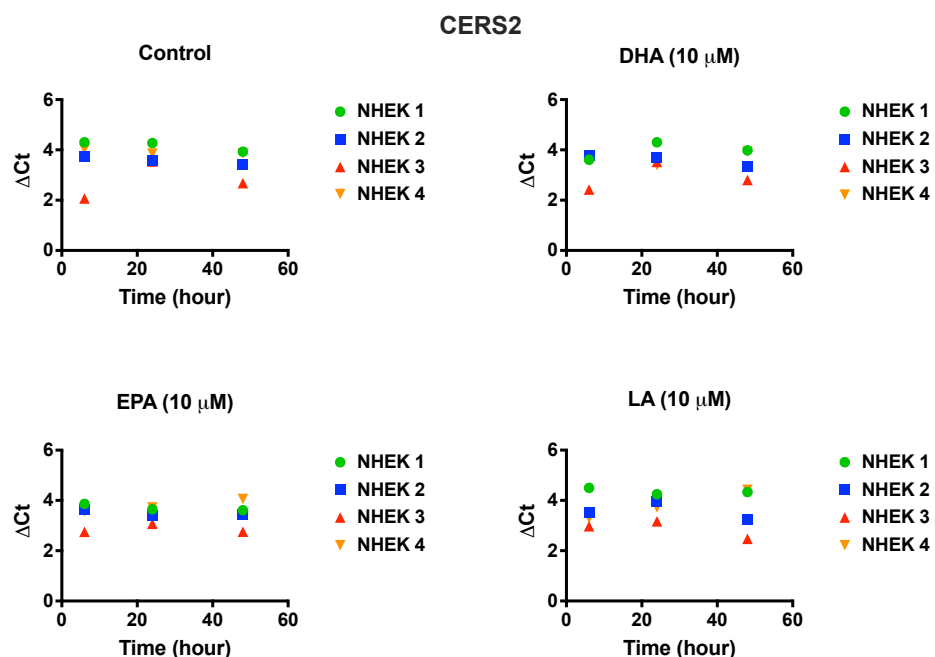 CERS2
Control
6
4
2
0
ΔCt
0 20 40 60
Time (hour)
NHEK 1
NHEK 2
NHEK 3
NHEK 4
DHA (10 μM)
6
4
2
0
ΔCt
0 20 40 60
Time (hour)
NHEK 1
NHEK 2
NHEK 3
NHEK 4
EPA (10 μM)
6
4
2
0
ΔCt
0 20 40 60
Time (hour)
NHEK 1
NHEK 2
NHEK 3
NHEK 4
LA (10 μM)
6
4
2
0
ΔCt
0 20 40 60
Time (hour)
NHEK 1
NHEK 2
NHEK 3
NHEK 4